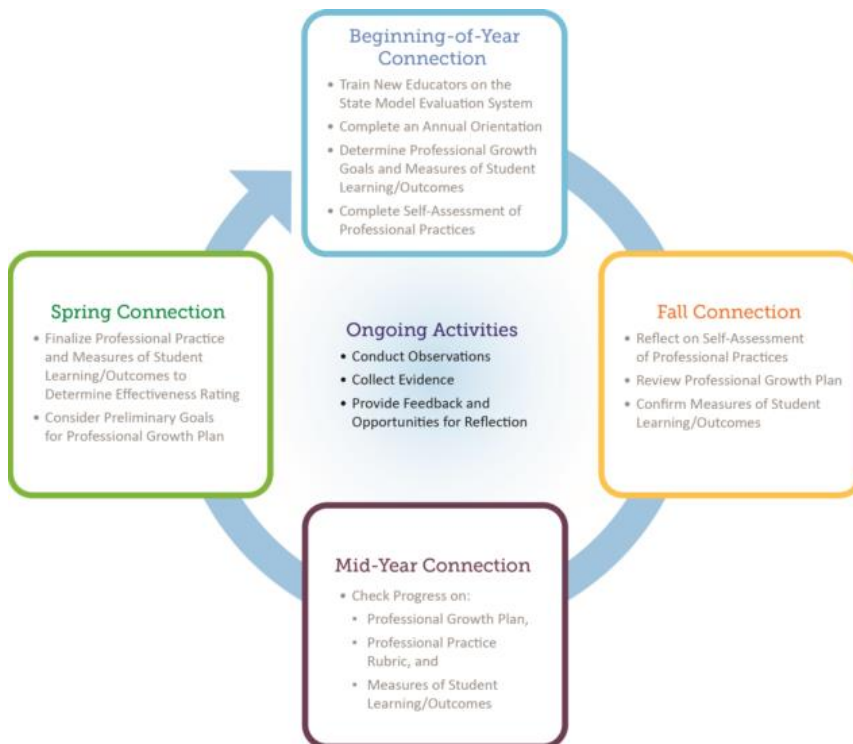 Beginning-of-Year
Connection
• Train New Educators on the
State Model Evaluation System
• Complete an Annual Orientation
• Determine Professional Growth
Goals and Measures of Student
Learning/Outcomes
• Complete Self-Assessment of
Professional Practices
Fall Connection
• Reflect on Self-Assessment
of Professional Practices
• Review Professional Growth Plan
• Confirm Measures of Student
Learning/Outcomes
Mid-Year Connection
• Check Progress on:
• Professional Growth Plan,
• Professional Practice
Rubric, and
• Measures of Student
Learning/Outcomes
Spring Connection
• Finalize Professional Practice
and Measures of Student
Learning/Outcomes to
Determine Effectiveness Rating
• Consider Preliminary Goals
for Professional Growth Plan
Ongoing Activities
• Conduct Observations
• Collect Evidence
• Provide Feedback and
Opportunities for Reflection